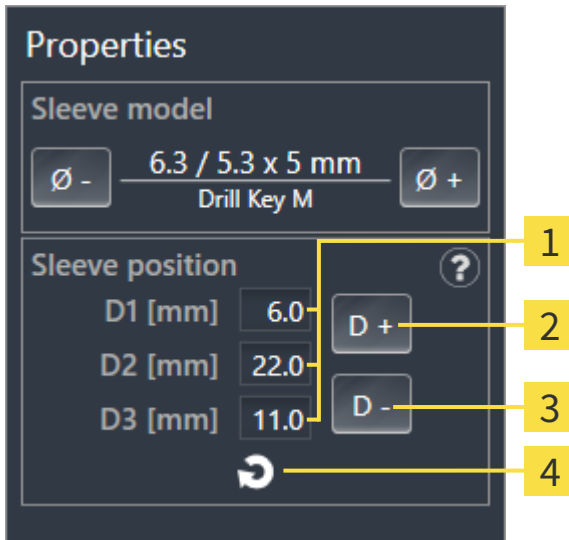 Properties
Sleeve model
Ø -
6.3 / 5.3 x 5 mm
Drill Key M
Ø +
Sleeve position
?
1
D1 [mm] 6.0
D +
2
D2 [mm] 22.0
D -
3
D3 [mm] 11.0
4